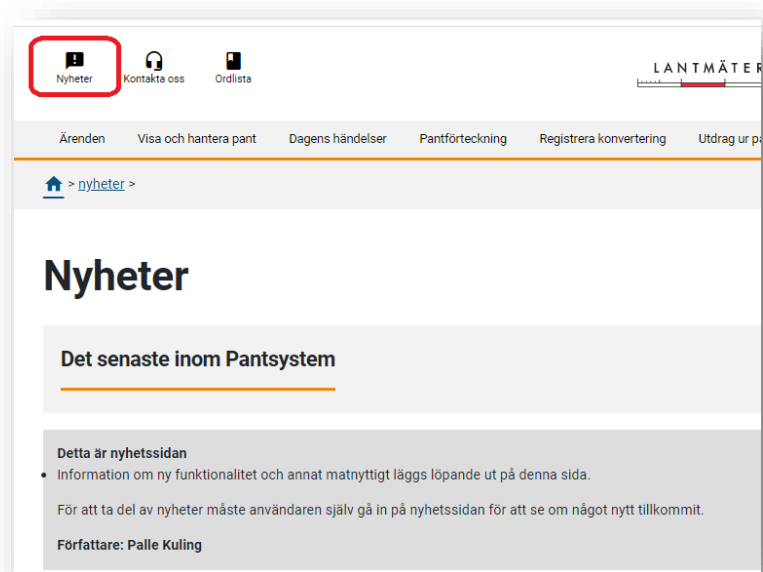 Nyheter Kontakta oss Ordlista
LANTMÄTER
Ärenden Visa och hantera pant Dagens händelser Pantförteckning Registrera konvertering Utdrag ur p
> nyheter >
Nyheter
Det senaste inom Pantsystem
Detta är nyhetssidan
• Information om ny funktionalitet och annat matnyttigt läggs löpande ut på denna sida.
För att ta del av nyheter måste användaren själv gå in på nyhetssidan för att se om något nytt tillkommit.
Författare: Palle Kuling